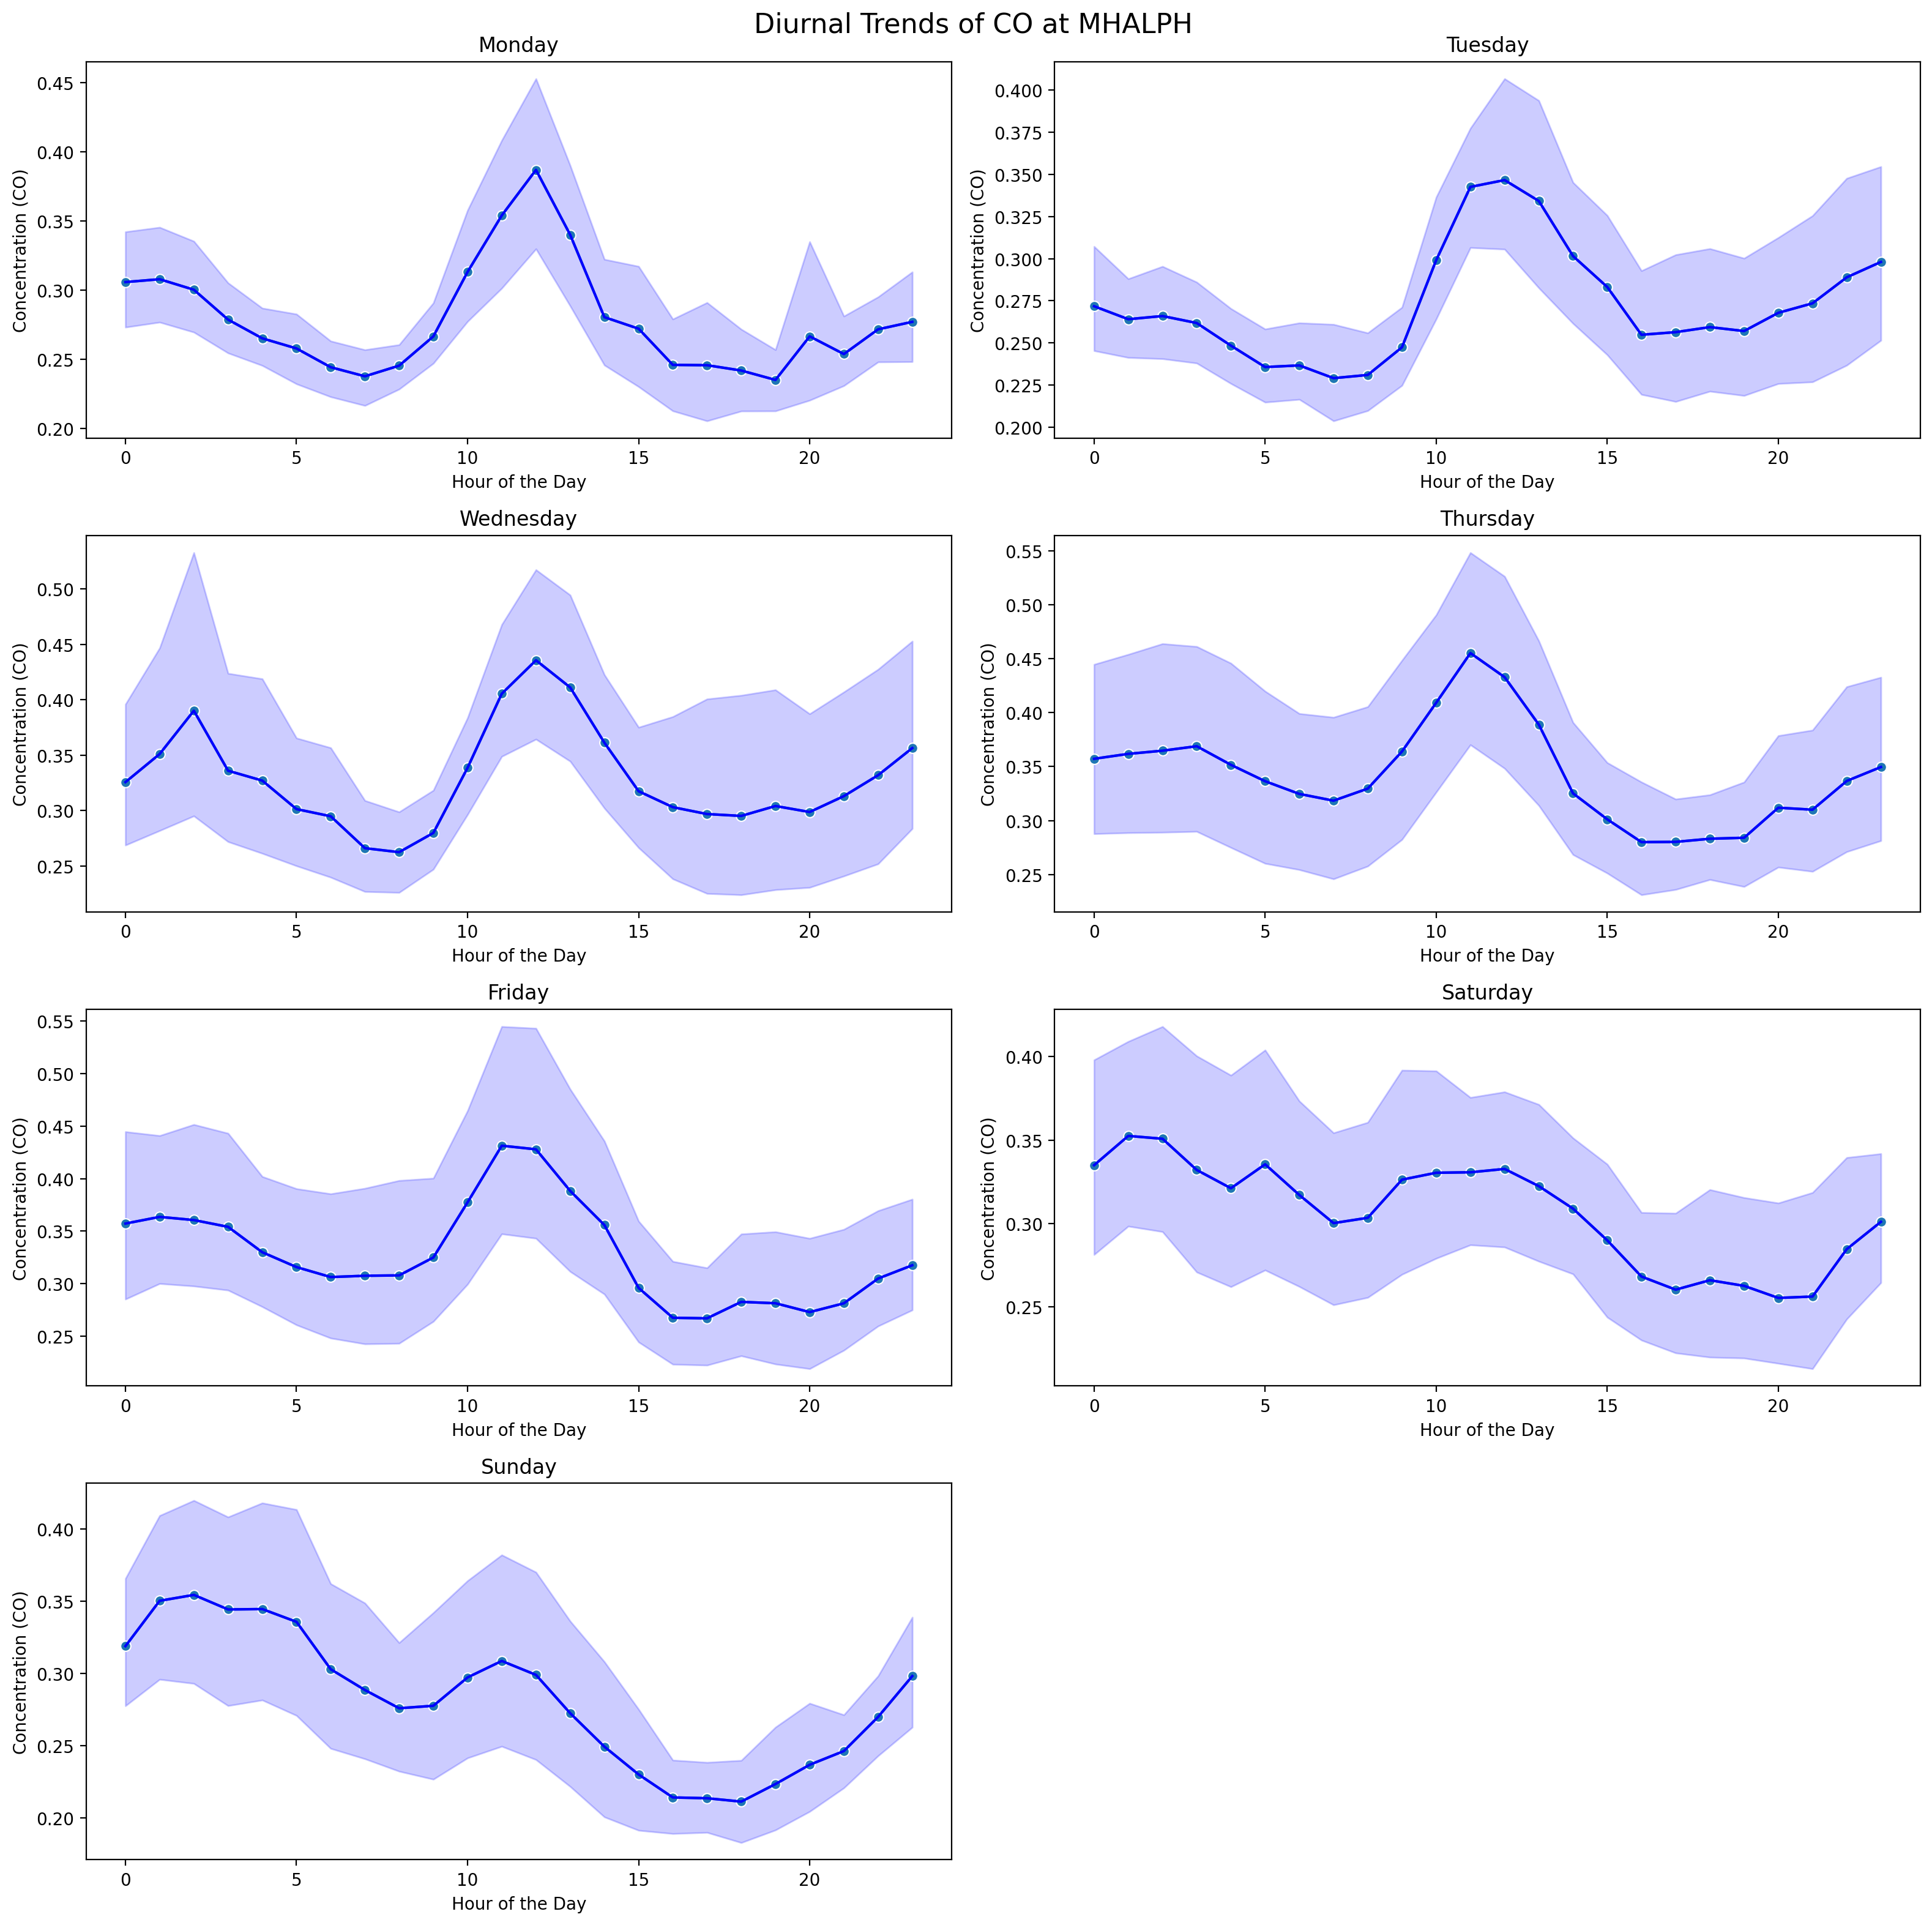 Diurnal Trends of CO at MHALPH
Monday
Concentration (CO)
0.45
0.40
0.35
0.30
0.25
0.20
0 5 10 15 20
Hour of the Day
Tuesday
Concentration (CO)
0.400
0.375
0.350
0.325
0.300
0.275
0.250
0.225
0.200
0 5 10 15 20
Hour of the Day
Wednesday
Concentration (CO)
0.50
0.45
0.40
0.35
0.30
0.25
0 5 10 15 20
Hour of the Day
Thursday
Concentration (CO)
0.55
0.50
0.45
0.40
0.35
0.30
0.25
0 5 10 15 20
Hour of the Day
Friday
Concentration (CO)
0.55
0.50
0.45
0.40
0.35
0.30
0.25
0 5 10 15 20
Hour of the Day
Saturday
Concentration (CO)
0.40
0.35
0.30
0.25
0 5 10 15 20
Hour of the Day
Sunday
Concentration (CO)
0.40
0.35
0.30
0.25
0.20
0 5 10 15 20
Hour of the Day